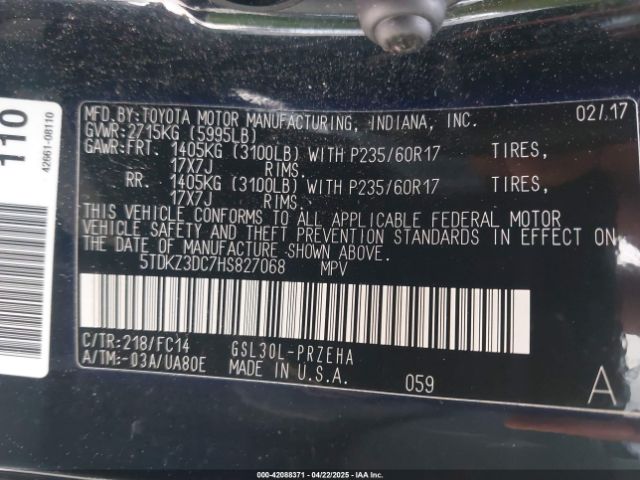 110
42661-08110
MFD.BY:TOYOTA MOTOR MANUFACTURING, INDIANA, INC. 02/17
GVWR:2715KG (5995LB)
GAWR:FRT. 1405KG (3100LB) WITH P235/60R17 TIRES,
17X7J RIMS.
RR. 1405KG (3100LB) WITH P235/60R17 TIRES,
17X7J RIMS.
THIS VEHICLE CONFORMS TO ALL APPLICABLE FEDERAL MOTOR
VEHICLE SAFETY AND THEFT PREVENTION STANDARDS IN EFFECT ON
THE DATE OF MANUFACTURE SHOWN ABOVE.
5TDKZ3DC7HS827068 MPV
C/TR:218/FC14 GSL30L-PRZEHA
A/TM:-03A/UA80E MADE IN U.S.A. 059 A
000-42088371 - 04/22/2025 - IAA